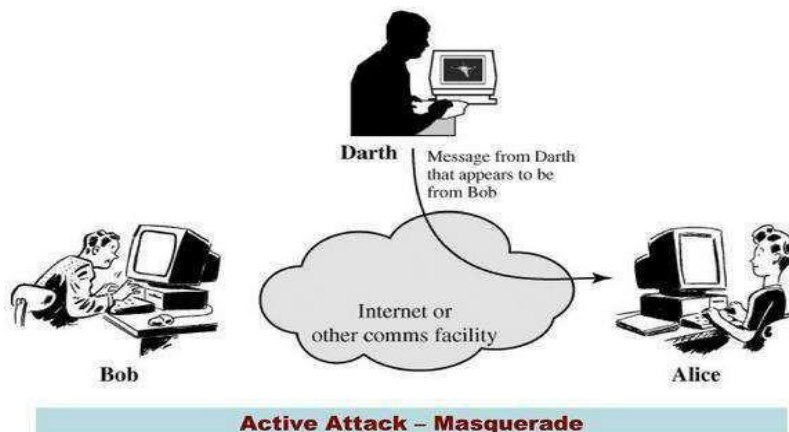 Darth
Message from Darth
that appears to be
from Bob
Internet or
other comms facility
Bob
Alice
Active Attack – Masquerade